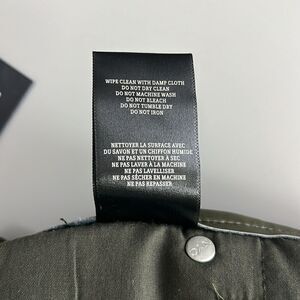 WIPE CLEAN WITH DAMP CLOTH
DO NOT DRY CLEAN
DO NOT MACHINE WASH
DO NOT BLEACH
DO NOT TUMBLE DRY
DO NOT IRON
NETTOYER LA SURFACE AVEC
DU SAVON ET UN CHIFFON HUMIDE
NE PAS NETTOYER À SEC
NE PAS LAVER À LA MACHINE
NE PAS LAVELLISER
NE PAS SÉCHER EN MACHINE
NE PAS REPASSER